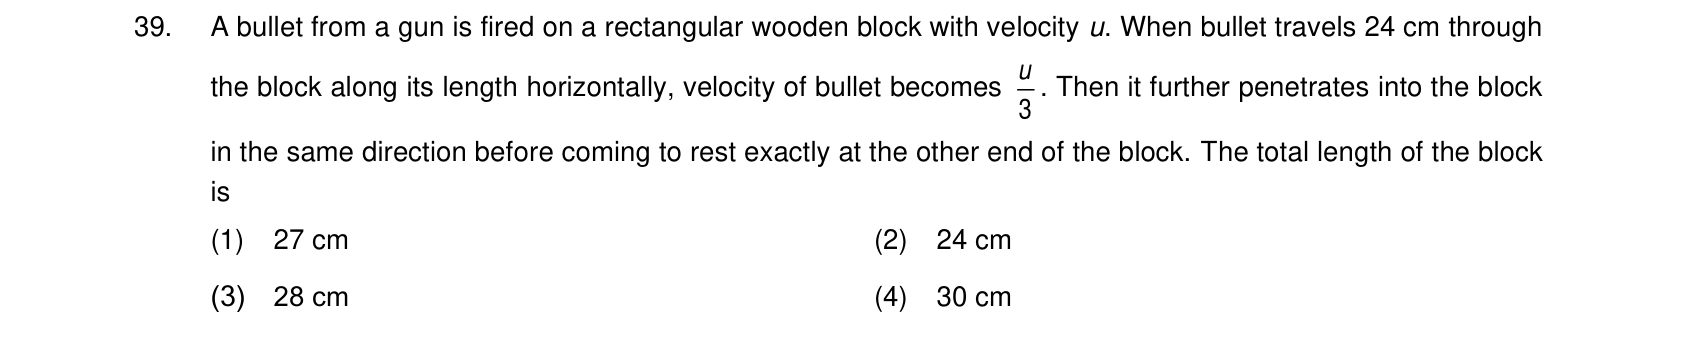 39. A bullet from a gun is fired on a rectangular wooden block with velocity u. When bullet travels 24 cm through
the block along its length horizontally, velocity of bullet becomes u/3. Then it further penetrates into the block
in the same direction before coming to rest exactly at the other end of the block. The total length of the block
is
(1) 27 cm (2) 24 cm
(3) 28 cm (4) 30 cm